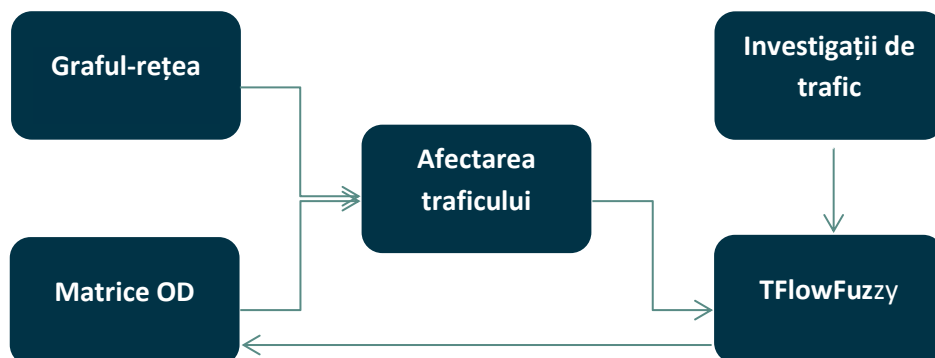 Graful-rețea
Investigații de
trafic
Afectarea
traficului
Matrice OD
TFlowFuzzy